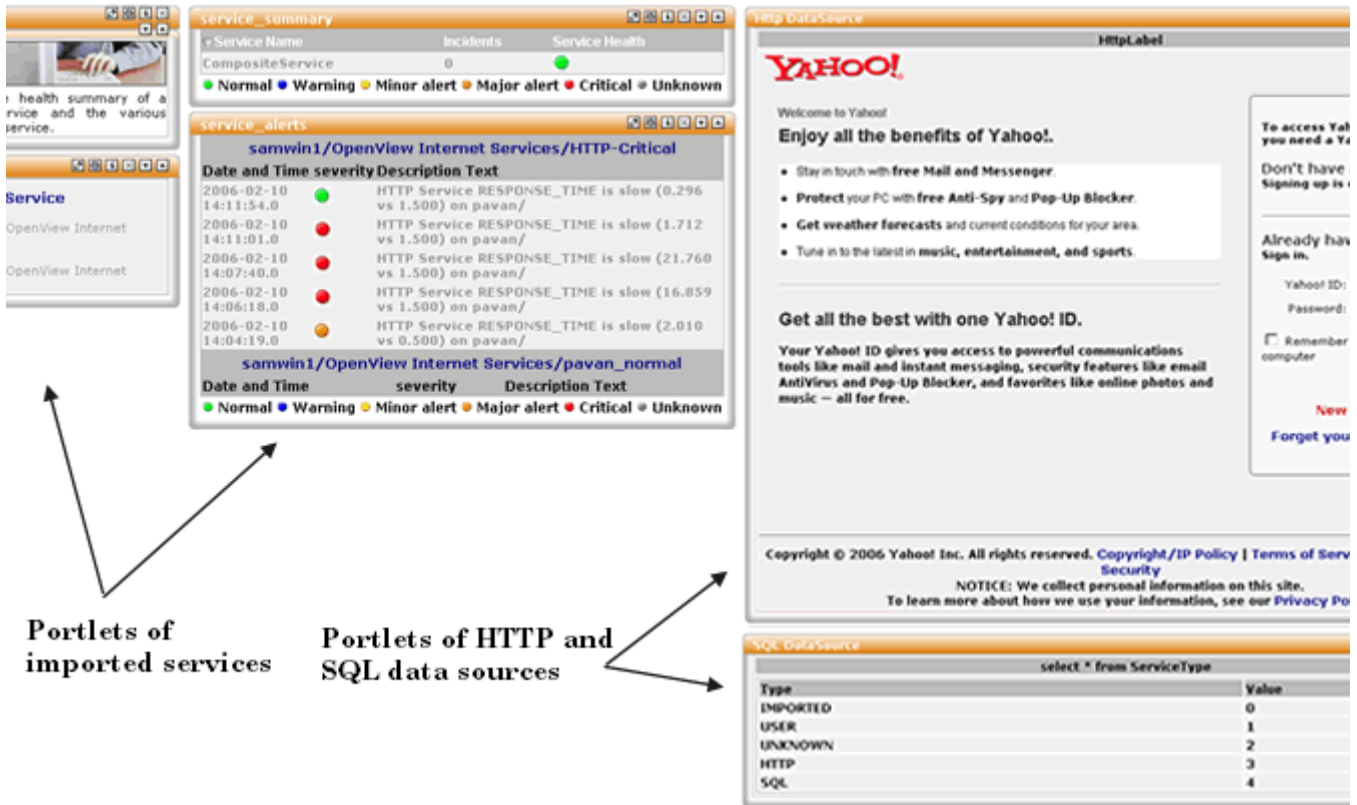 e health summary of a
rvice and the various
service.
Service
OpenView Internet
OpenView Internet
service_summary
Service Name Incidents Service Health
CompositeService 0
Normal Warning Minor alert Major alert Critical Unknown
service_alerts
samwin1/OpenView Internet Services/HTTP-Critical
Date and Time severity Description Text
2006-02-10 HTTP Service RESPONSE_TIME is slow (0.296
14:11:54.0 vs 1.500) on pavan/
2006-02-10 HTTP Service RESPONSE_TIME is slow (1.712
14:11:01.0 vs 1.500) on pavan/
2006-02-10 HTTP Service RESPONSE_TIME is slow (21.760
14:07:40.0 vs 1.500) on pavan/
2006-02-10 HTTP Service RESPONSE_TIME is slow (16.859
14:06:18.0 vs 1.500) on pavan/
2006-02-10 HTTP Service RESPONSE_TIME is slow (2.010
14:04:19.0 vs 0.500) on pavan/
samwin1/OpenView Internet Services/pavan_normal
Date and Time severity Description Text
Normal Warning Minor alert Major alert Critical Unknown
Portlets of
imported services
Portlets of HTTP and
SQL data sources
Http DataSource
HttpLabel
YAHOO!
Welcome to Yahoo!
Enjoy all the benefits of Yahoo!.
• Stay in touch with free Mail and Messenger.
• Protect your PC with free Anti-Spy and Pop-Up Blocker.
• Get weather forecasts and current conditions for your area.
• Tune in to the latest in music, entertainment, and sports.
Get all the best with one Yahoo! ID.
Your Yahoo! ID gives you access to powerful communications
tools like mail and instant messaging, security features like email
AntiVirus and Pop-Up Blocker, and favorites like online photos and
music — all for free.
To access Yah
you need a Ya
Don't have
Signing up is
Already hav
Sign in.
Yahoo! ID:
Password:
Remember
computer
New
Forget you
Copyright © 2006 Yahoo! Inc. All rights reserved. Copyright/IP Policy | Terms of Serv
Security
NOTICE: We collect personal information on this site.
To learn more about how we use your information, see our Privacy Po
SQL DataSource
select * from ServiceType
Type Value
IMPORTED 0
USER 1
UNKNOWN 2
HTTP 3
SQL 4